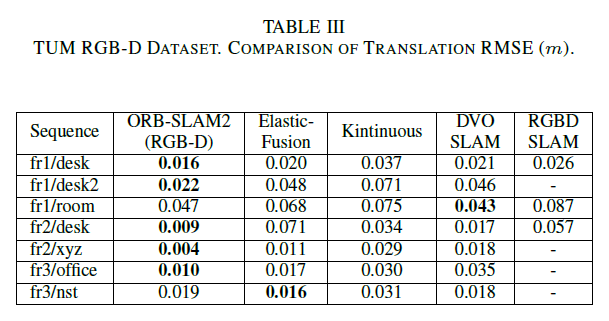 TABLE III
TUM RGB-D DATASET. COMPARISON OF TRANSLATION RMSE (m).
Sequence ORB-SLAM2 (RGB-D) Elastic-Fusion Kintinuous DVO SLAM RGBD SLAM
fr1/desk 0.016 0.020 0.037 0.021 0.026
fr1/desk2 0.022 0.048 0.071 0.046 -
fr1/room 0.047 0.068 0.075 0.043 0.087
fr2/desk 0.009 0.071 0.034 0.017 0.057
fr2/xyz 0.004 0.011 0.029 0.018 -
fr3/office 0.010 0.017 0.030 0.035 -
fr3/nst 0.019 0.016 0.031 0.018 -